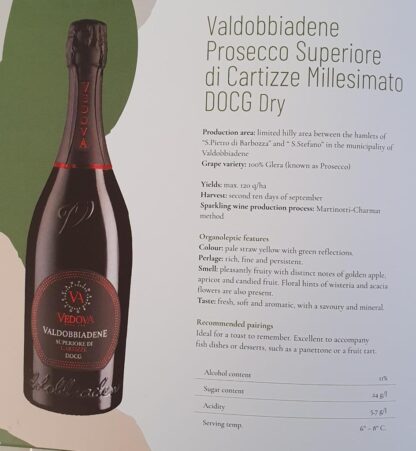 Valdobbiadene
Prosecco Superiore
di Cartizze Millesimato
DOCG Dry
Production area: limited hilly area between the hamlets of
"S.Pietro di Barbozza" and " S.Stefano" in the municipality of
Valdobbiadene
Grape variety: 100% Glera (known as Prosecco)
Yields: max. 120 q/ha
Harvest: second ten days of september
Sparkling wine production process: Martinotti-Charmat
method
Organoleptic features
Colour: pale straw yellow with green reflections.
Perlage: rich, fine and persistent.
Smell: pleasantly fruity with distinct notes of golden apple,
apricot and candied fruit. Floral hints of wisteria and acacia
flowers are also present.
Taste: fresh, soft and aromatic, with a savoury and mineral.
Recommended pairings
Ideal for a toast to remember. Excellent to accompany
fish dishes or desserts, such as a panettone or a fruit tart.
Alcohol content 11%
Sugar content 24 g/l
Acidity 5.7 g/l
Serving temp. 6° - 8° C.
VEDOVA
VA
VEDOVA
VALDOBBIADENE
SUPERIORE DI
CARTIZZE
DOCG
Valdobbiadene